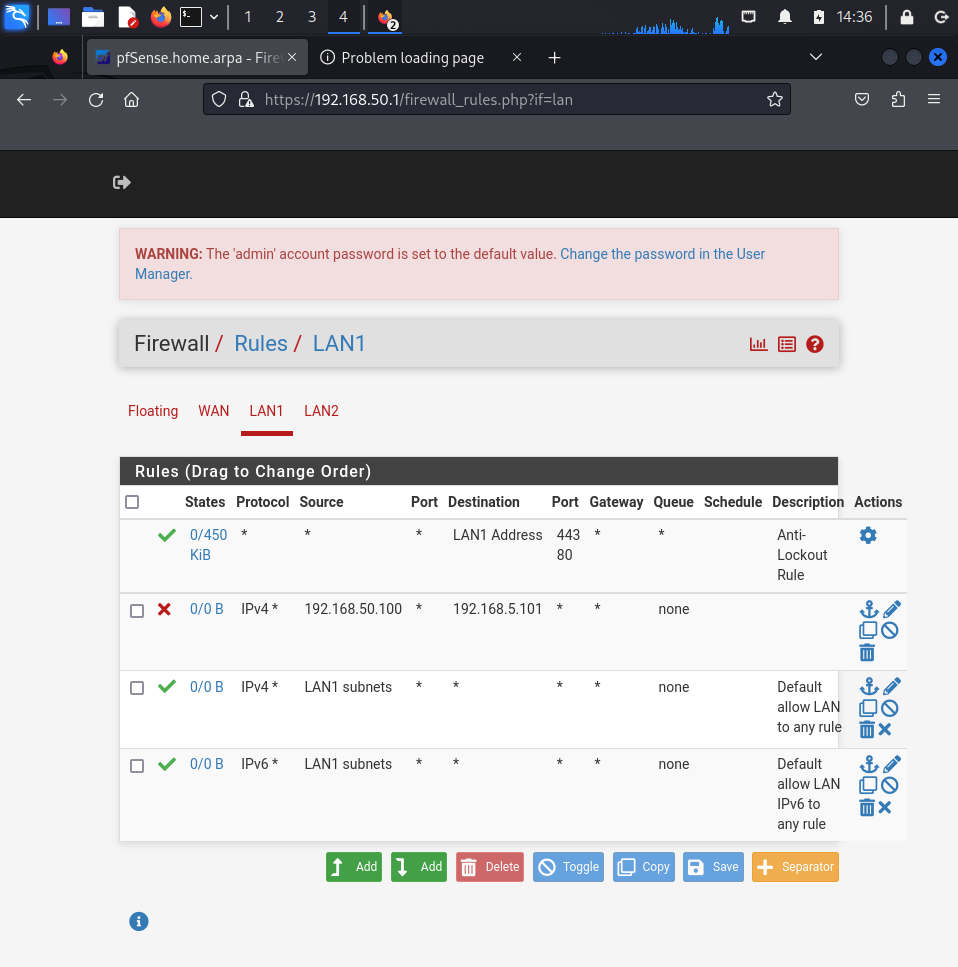 1 2 3 4 2 14:36
pfSense.home.arpa - Firew Problem loading page
https://192.168.50.1/firewall_rules.php?if=lan
WARNING: The 'admin' account password is set to the default value. Change the password in the User
Manager.
Firewall / Rules / LAN1
Floating WAN LAN1 LAN2
Rules (Drag to Change Order)
States Protocol Source Port Destination Port Gateway Queue Schedule Description Actions
0/450 * * * LAN1 Address 443 * * Anti-
KiB 80 Lockout
Rule
0/0 B IPv4 * 192.168.50.100 * 192.168.5.101 * * none
0/0 B IPv4 * LAN1 subnets * * * * none Default
allow LAN
to any rule
0/0 B IPv6 * LAN1 subnets * * * * none Default
allow LAN
IPv6 to
any rule
Add Add Delete Toggle Copy Save Separator